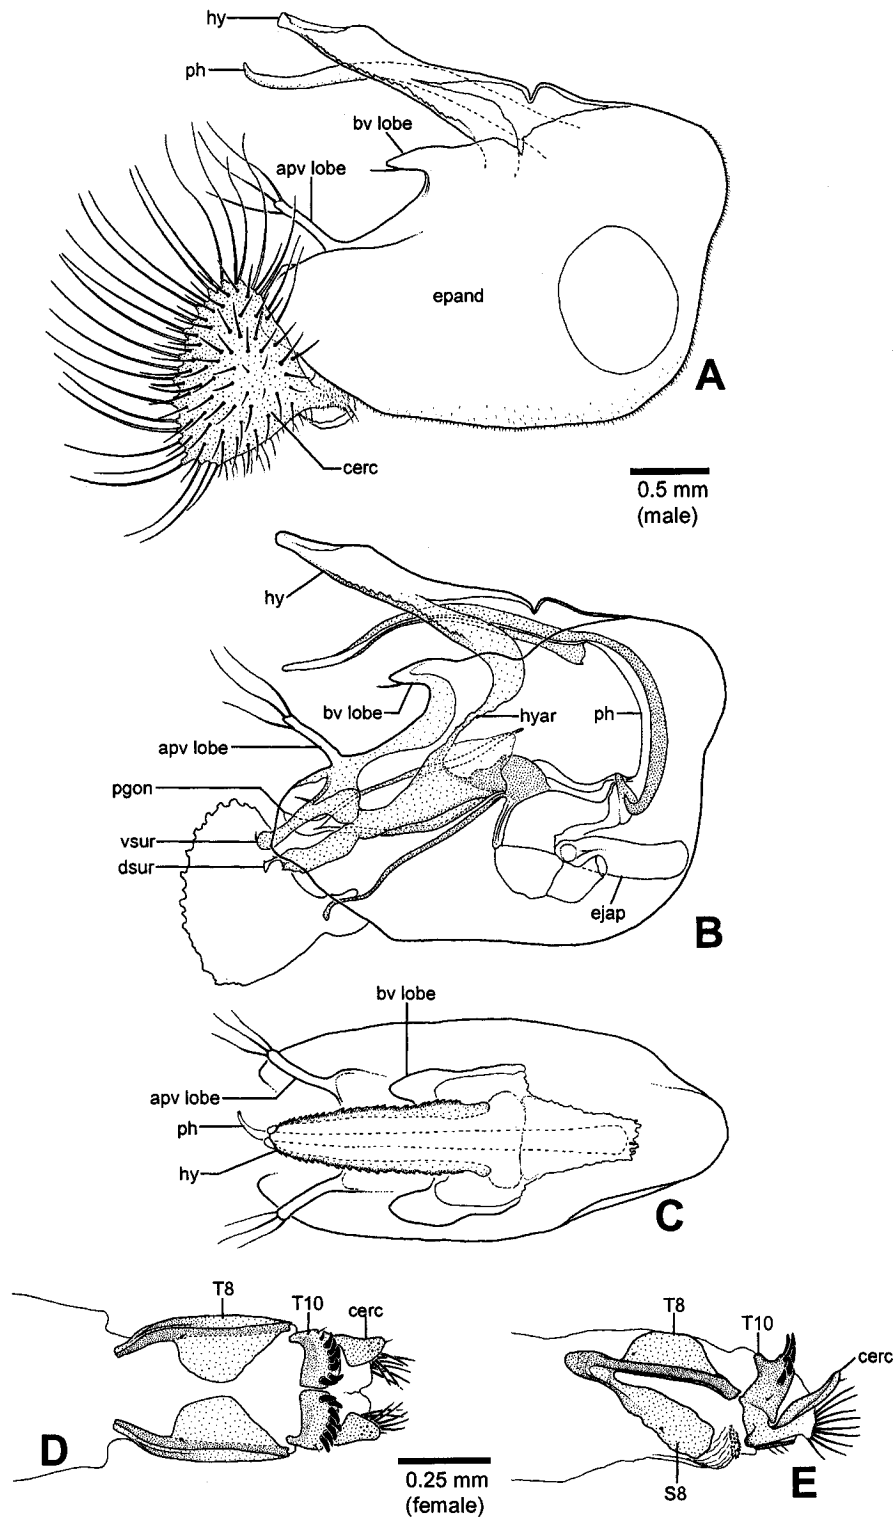 hy
ph
bv lobe
apv lobe
epand
A
cerc
0.5 mm
(male)
hy
bv lobe
hyar
ph
apv lobe
pgon
vsur
dsur
ejap
B
bv lobe
apv lobe
ph
hy
C
T8
T10
cerc
D
0.25 mm
(female)
T8
T10
cerc
S8
E